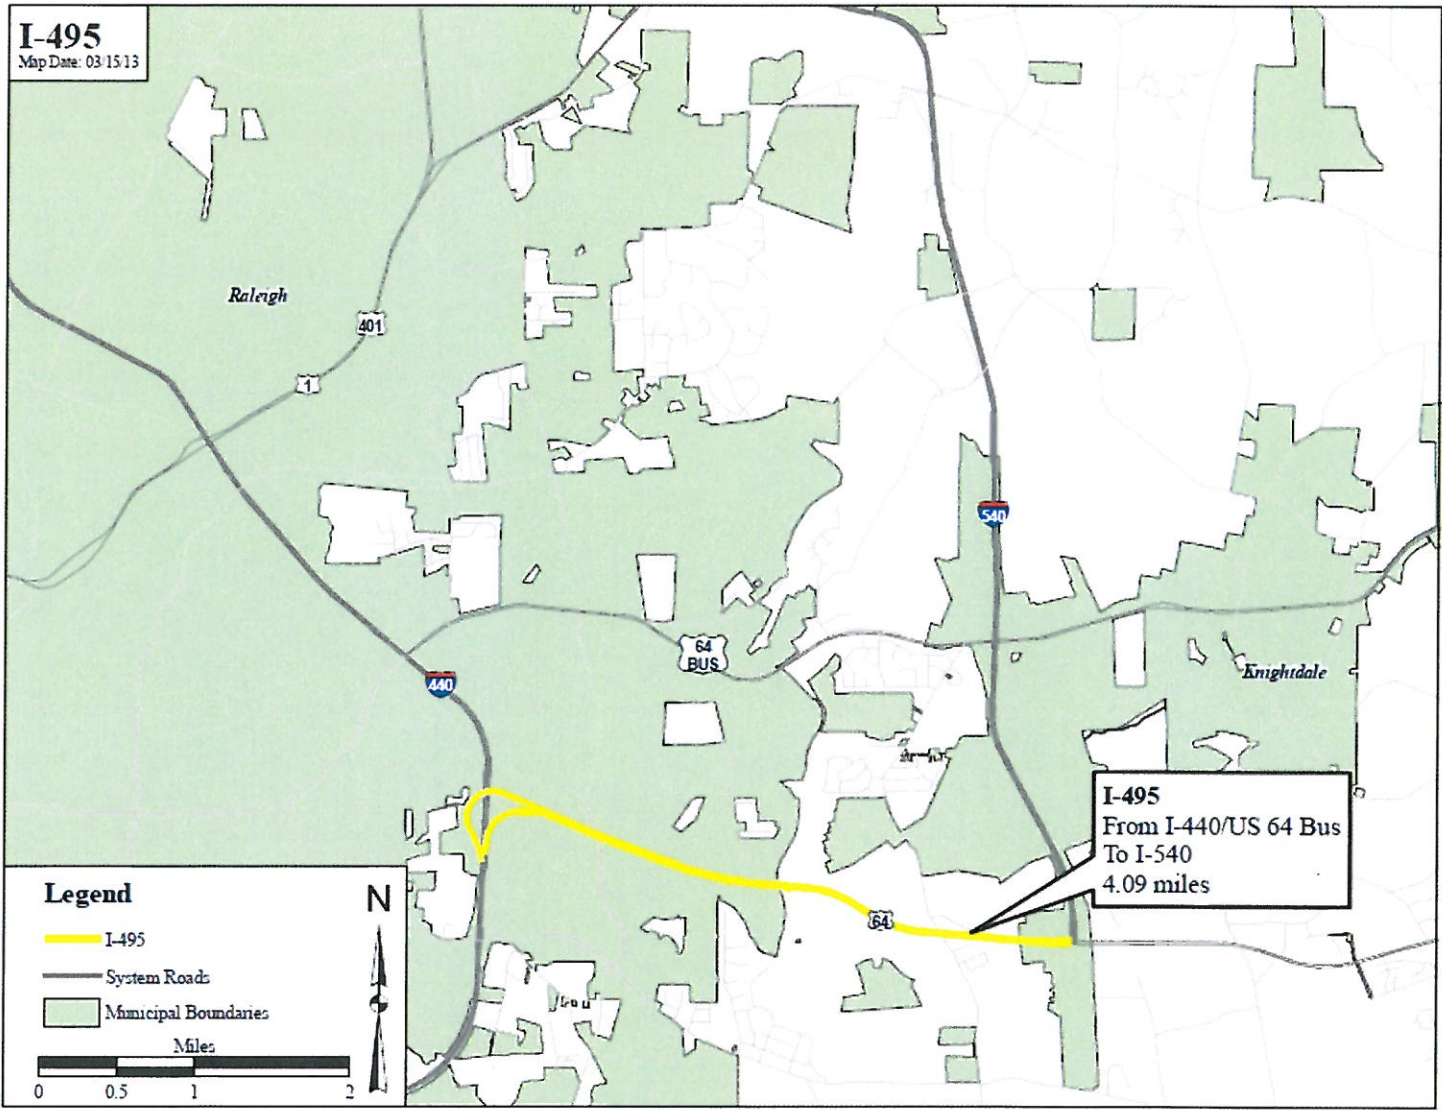 I-495
Map Date: 03/15/13
Raleigh
401
1
540
64
BUS
440
Knightdale
I-495
From I-440/US 64 Bus
To I-540
4.09 miles
64
Legend
N
I-495
System Roads
Municipal Boundaries
Miles
0 0.5 1 2